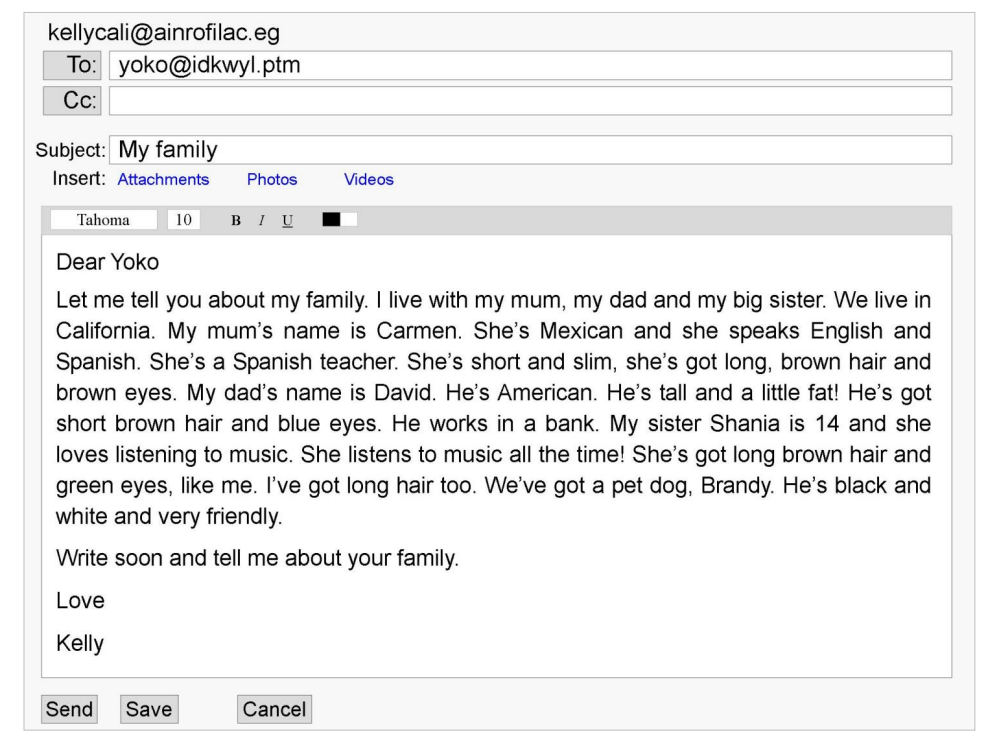 kellycali@ainrofilac.eg
To: yoko@idkwyl.ptm
Cc:
Subject: My family
Insert: Attachments Photos Videos
Tahoma 10 B I U
Dear Yoko
Let me tell you about my family. I live with my mum, my dad and my big sister. We live in
California. My mum's name is Carmen. She's Mexican and she speaks English and
Spanish. She's a Spanish teacher. She's short and slim, she's got long, brown hair and
brown eyes. My dad's name is David. He's American. He's tall and a little fat! He's got
short brown hair and blue eyes. He works in a bank. My sister Shania is 14 and she
loves listening to music. She listens to music all the time! She's got long brown hair and
green eyes, like me. I've got long hair too. We've got a pet dog, Brandy. He's black and
white and very friendly.
Write soon and tell me about your family.
Love
Kelly
Send Save Cancel